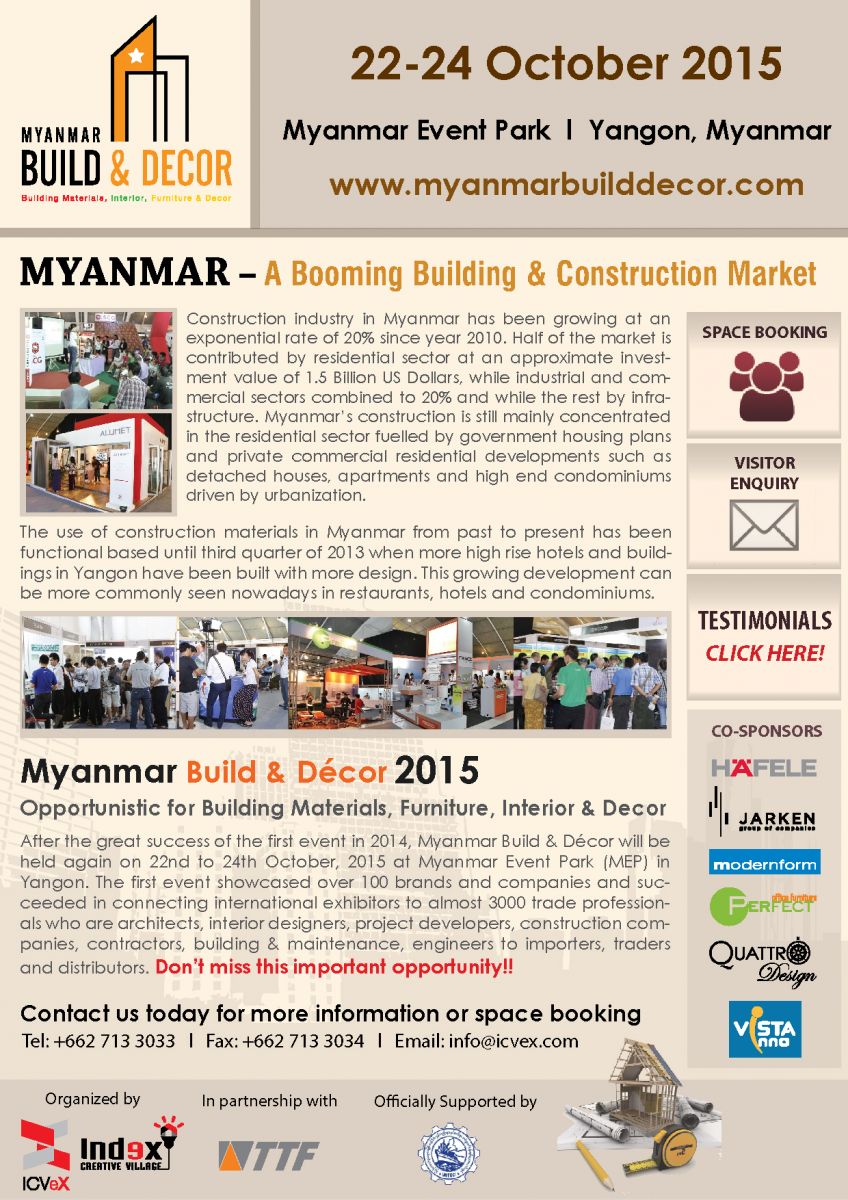 MYANMAR
BUILD & DECOR
Building Materials, Interior, Furniture & Decor
22-24 October 2015
Myanmar Event Park I Yangon, Myanmar
www.myanmarbuilddecor.com
MYANMAR – A Booming Building & Construction Market
Construction industry in Myanmar has been growing at an
exponential rate of 20% since year 2010. Half of the market is
contributed by residential sector at an approximate invest-
ment value of 1.5 Billion US Dollars, while industrial and com-
mercial sectors combined to 20% and while the rest by infra-
structure. Myanmar's construction is still mainly concentrated
in the residential sector fuelled by government housing plans
and private commercial residential developments such as
detached houses, apartments and high end condominiums
driven by urbanization.
The use of construction materials in Myanmar from past to present has been
functional based until third quarter of 2013 when more high rise hotels and build-
ings in Yangon have been built with more design. This growing development can
be more commonly seen nowadays in restaurants, hotels and condominiums.
ALUMET
SPACE BOOKING
VISITOR
ENQUIRY
TESTIMONIALS
CLICK HERE!
Myanmar Build & Décor 2015
Opportunistic for Building Materials, Furniture, Interior & Decor
After the great success of the first event in 2014, Myanmar Build & Décor will be
held again on 22nd to 24th October, 2015 at Myanmar Event Park (MEP) in
Yangon. The first event showcased over 100 brands and companies and suc-
ceeded in connecting international exhibitors to almost 3000 trade profession-
als who are architects, interior designers, project developers, construction com-
panies, contractors, building & maintenance, engineers to importers, traders
and distributors. Don't miss this important opportunity!!
Contact us today for more information or space booking
Tel: +662 713 3033 I Fax: +662 713 3034 I Email: info@icvex.com
CO-SPONSORS
HÄFELE
JARKEN
group of companies
modernform
PERFECT
office furniture
QUATTRO
Design
VISTA
INNO
Organized by
ICVeX
Index
CREATIVE VILLAGE
In partnership with
TTF
Officially Supported by